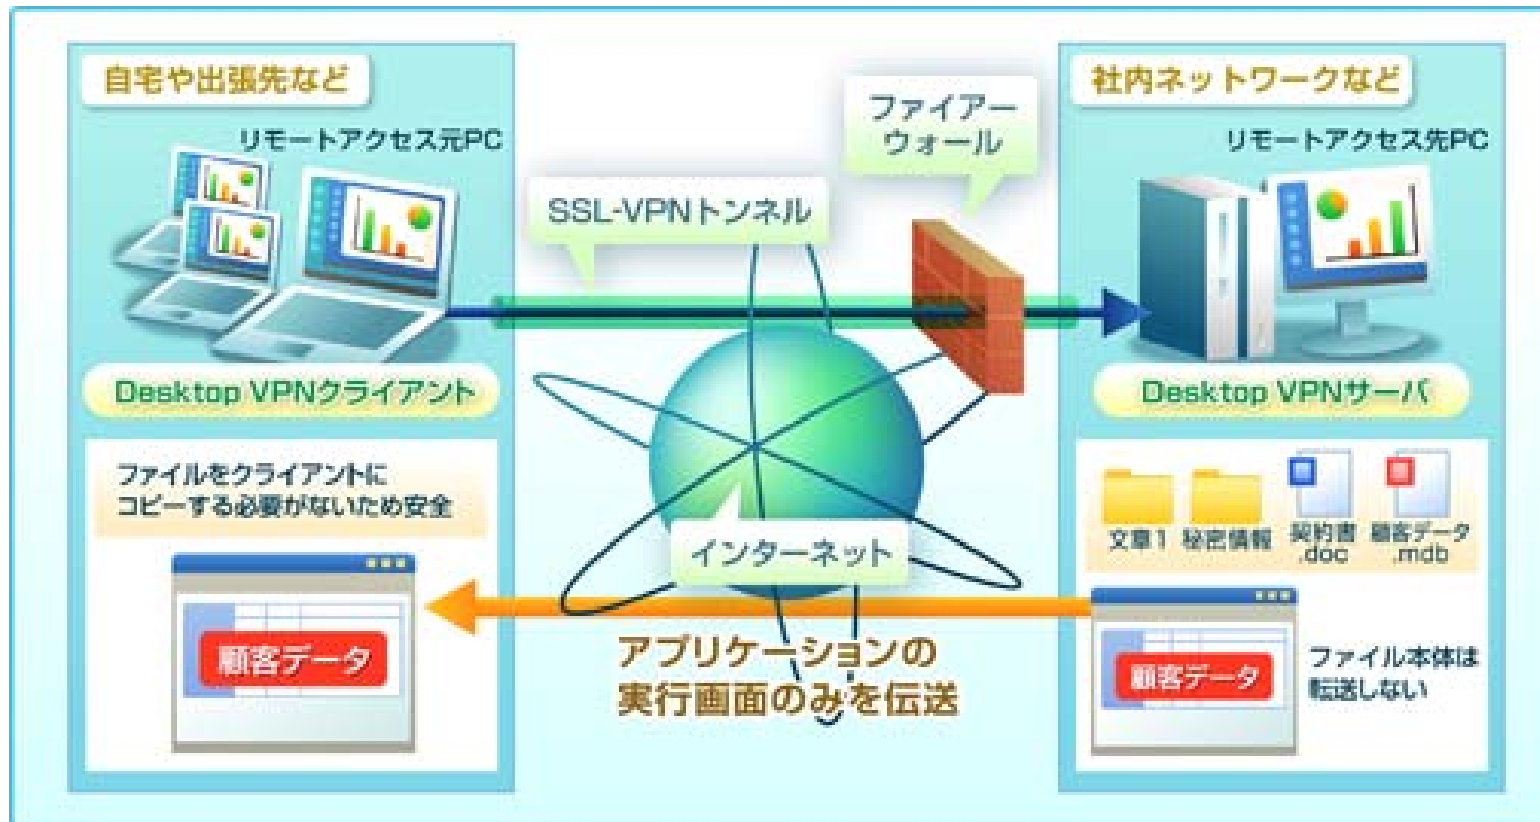 自宅や出張先など
リモートアクセス元PC
Desktop VPNクライアント
ファイルをクライアントに
コピーする必要がないため安全
顧客データ
SSL-VPNトンネル
ファイアー
ウォール
インターネット
アプリケーションの
実行画面のみを伝送
社内ネットワークなど
リモートアクセス先PC
Desktop VPNサーバ
文章1
秘密情報
契約書
.doc
顧客データ
.mdb
顧客データ
ファイル本体は
転送しない